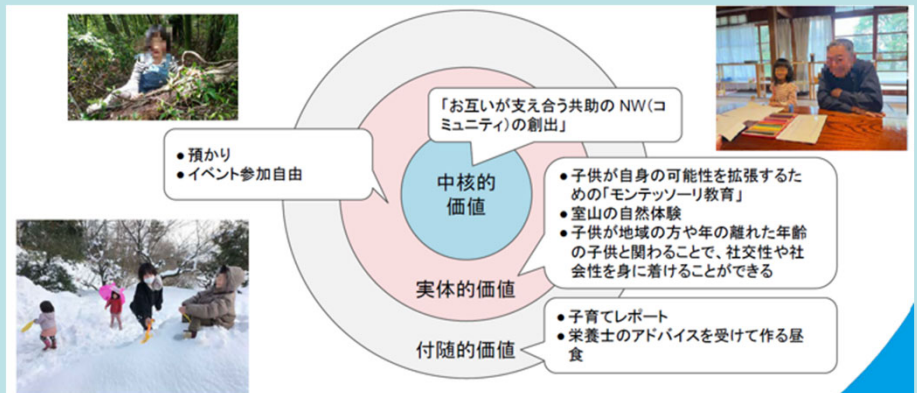 「お互いが支え合う共助の NW（コ
ミュニティ）の創出」
● 預かり
● イベント参加自由
中核的
価値
● 子供が自身の可能性を拡張するた
めの「モンテッソーリ教育」
● 室山の自然体験
● 子供が地域の方や年の離れた年齢
の子供と関わることで、社交性や社
会性を身に着けることができる
実体的価値
● 子育てレポート
● 栄養士のアドバイスを受けて作る昼
食
付随的価値